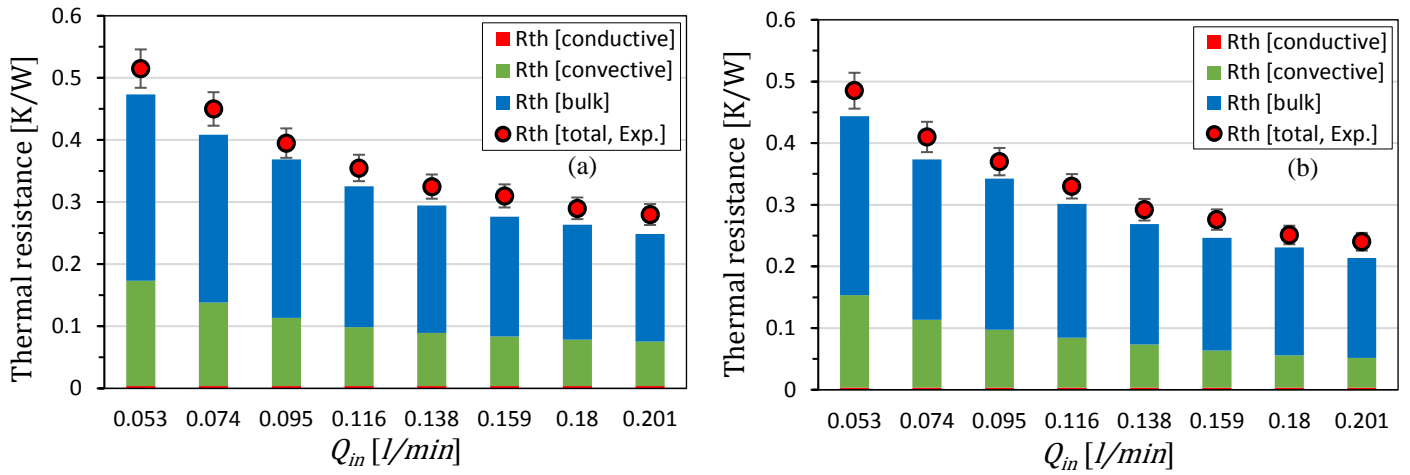 Thermal resistance [K/W]
0.6
0.5
0.4
0.3
0.2
0.1
0
Rth [conductive]
Rth [convective]
Rth [bulk]
Rth [total, Exp.]
(a)
0.053 0.074 0.095 0.116 0.138 0.159 0.18 0.201
Qin [l/min]
Thermal resistance [K/W]
0.6
0.5
0.4
0.3
0.2
0.1
0
Rth [conductive]
Rth [convective]
Rth [bulk]
Rth [total, Exp.]
(b)
0.053 0.074 0.095 0.116 0.138 0.159 0.18 0.201
Qin [l/min]